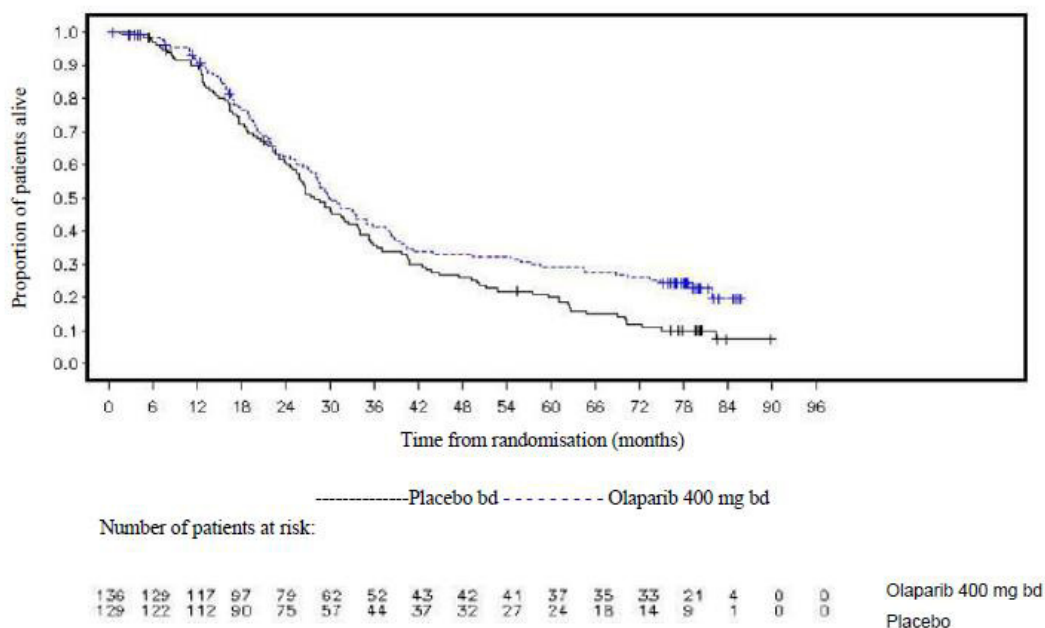 Proportion of patients alive
1.0
0.9
0.8
0.7
0.6
0.5
0.4
0.3
0.2
0.1
0.0
0 6 12 18 24 30 36 42 48 54 60 66 72 78 84 90 96
Time from randomisation (months)
--------------Placebo bd - - - - - - - - - Olaparib 400 mg bd
Number of patients at risk:
136 129 117 97 79 62 52 43 42 41 37 35 33 21 4 0 0 Olaparib 400 mg bd
129 122 112 90 75 57 44 37 32 27 24 18 14 9 1 0 0 Placebo